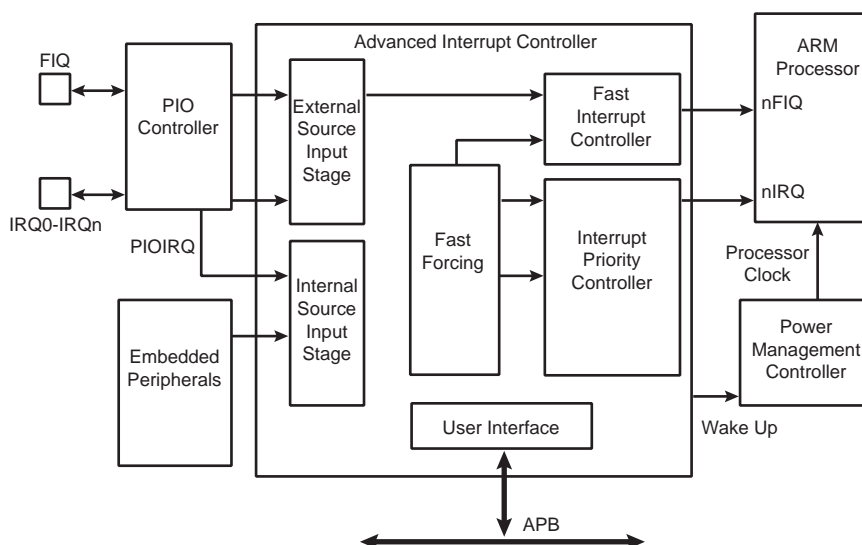 Advanced Interrupt Controller
ARM
Processor
FIQ
PIO
Controller
External
Source
Input
Stage
Fast
Interrupt
Controller
nFIQ
IRQ0-IRQn
PIOIRQ
Fast
Forcing
Interrupt
Priority
Controller
nIRQ
Internal
Source
Input
Stage
Processor
Clock
Embedded
Peripherals
Power
Management
Controller
User Interface
Wake Up
APB